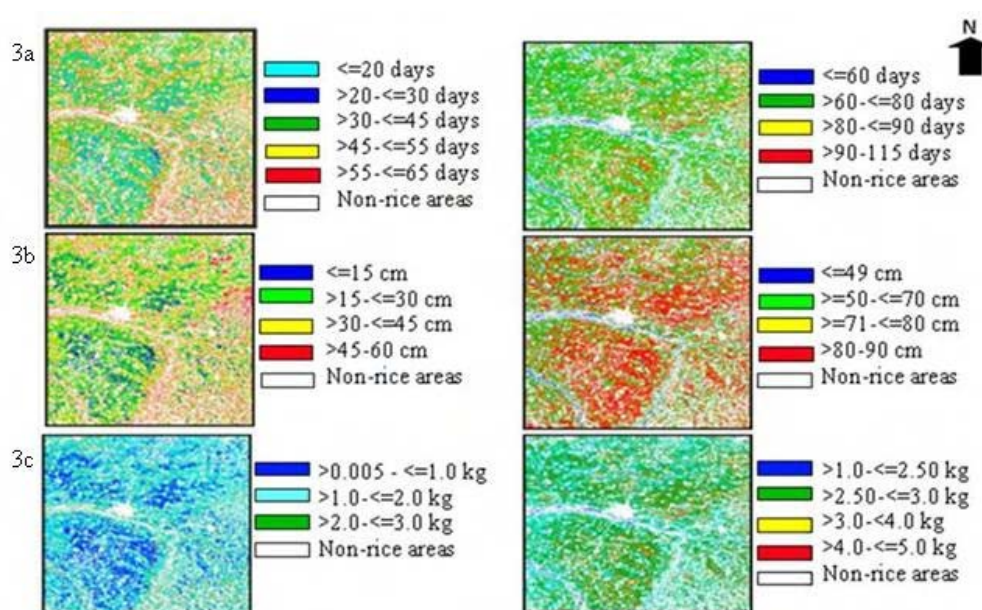 N
3a
<=20 days
>20-<=30 days
>30-<=45 days
>45-<=55 days
>55-<=65 days
Non-rice areas
<=60 days
>60-<=80 days
>80-<=90 days
>90-115 days
Non-rice areas
3b
<=15 cm
>15-<=30 cm
>30-<=45 cm
>45-60 cm
Non-rice areas
<=49 cm
>=50-<=70 cm
>=71-<=80 cm
>80-90 cm
Non-rice areas
3c
>0.005 - <=1.0 kg
>1.0-<=2.0 kg
>2.0-<=3.0 kg
Non-rice areas
>1.0-<=2.50 kg
>2.50-<=3.0 kg
>3.0-<4.0 kg
>4.0-<=5.0 kg
Non-rice areas